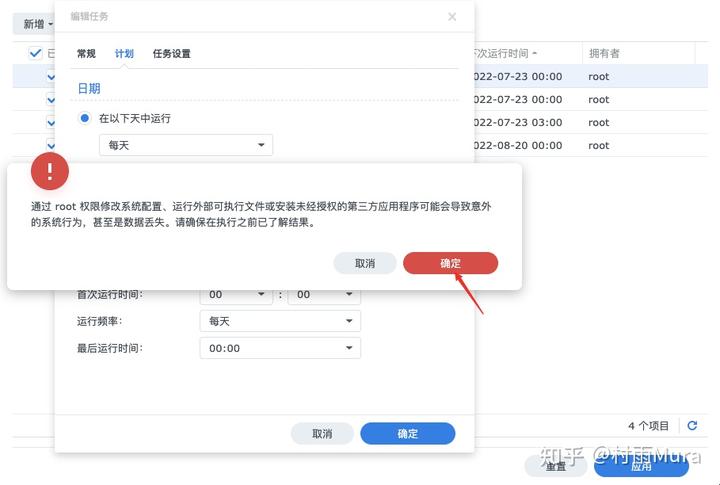 新增
编辑任务
常规 计划 任务设置
下次运行时间 拥有者
日期
022-07-23 00:00 root
022-07-23 00:00 root
在以下天中运行
022-07-23 03:00 root
每天
022-08-20 00:00 root
!
通过 root 权限修改系统配置、运行外部可执行文件或安装未经授权的第三方应用程序可能会导致意外
的系统行为，甚至是数据丢失。请确保在执行之前已了解结果。
取消 确定
首次运行时间: 00 : 00
运行频率: 每天
最后运行时间: 00:00
4 个项目
取消 确定
知乎 @村雨Mura
重置 应用